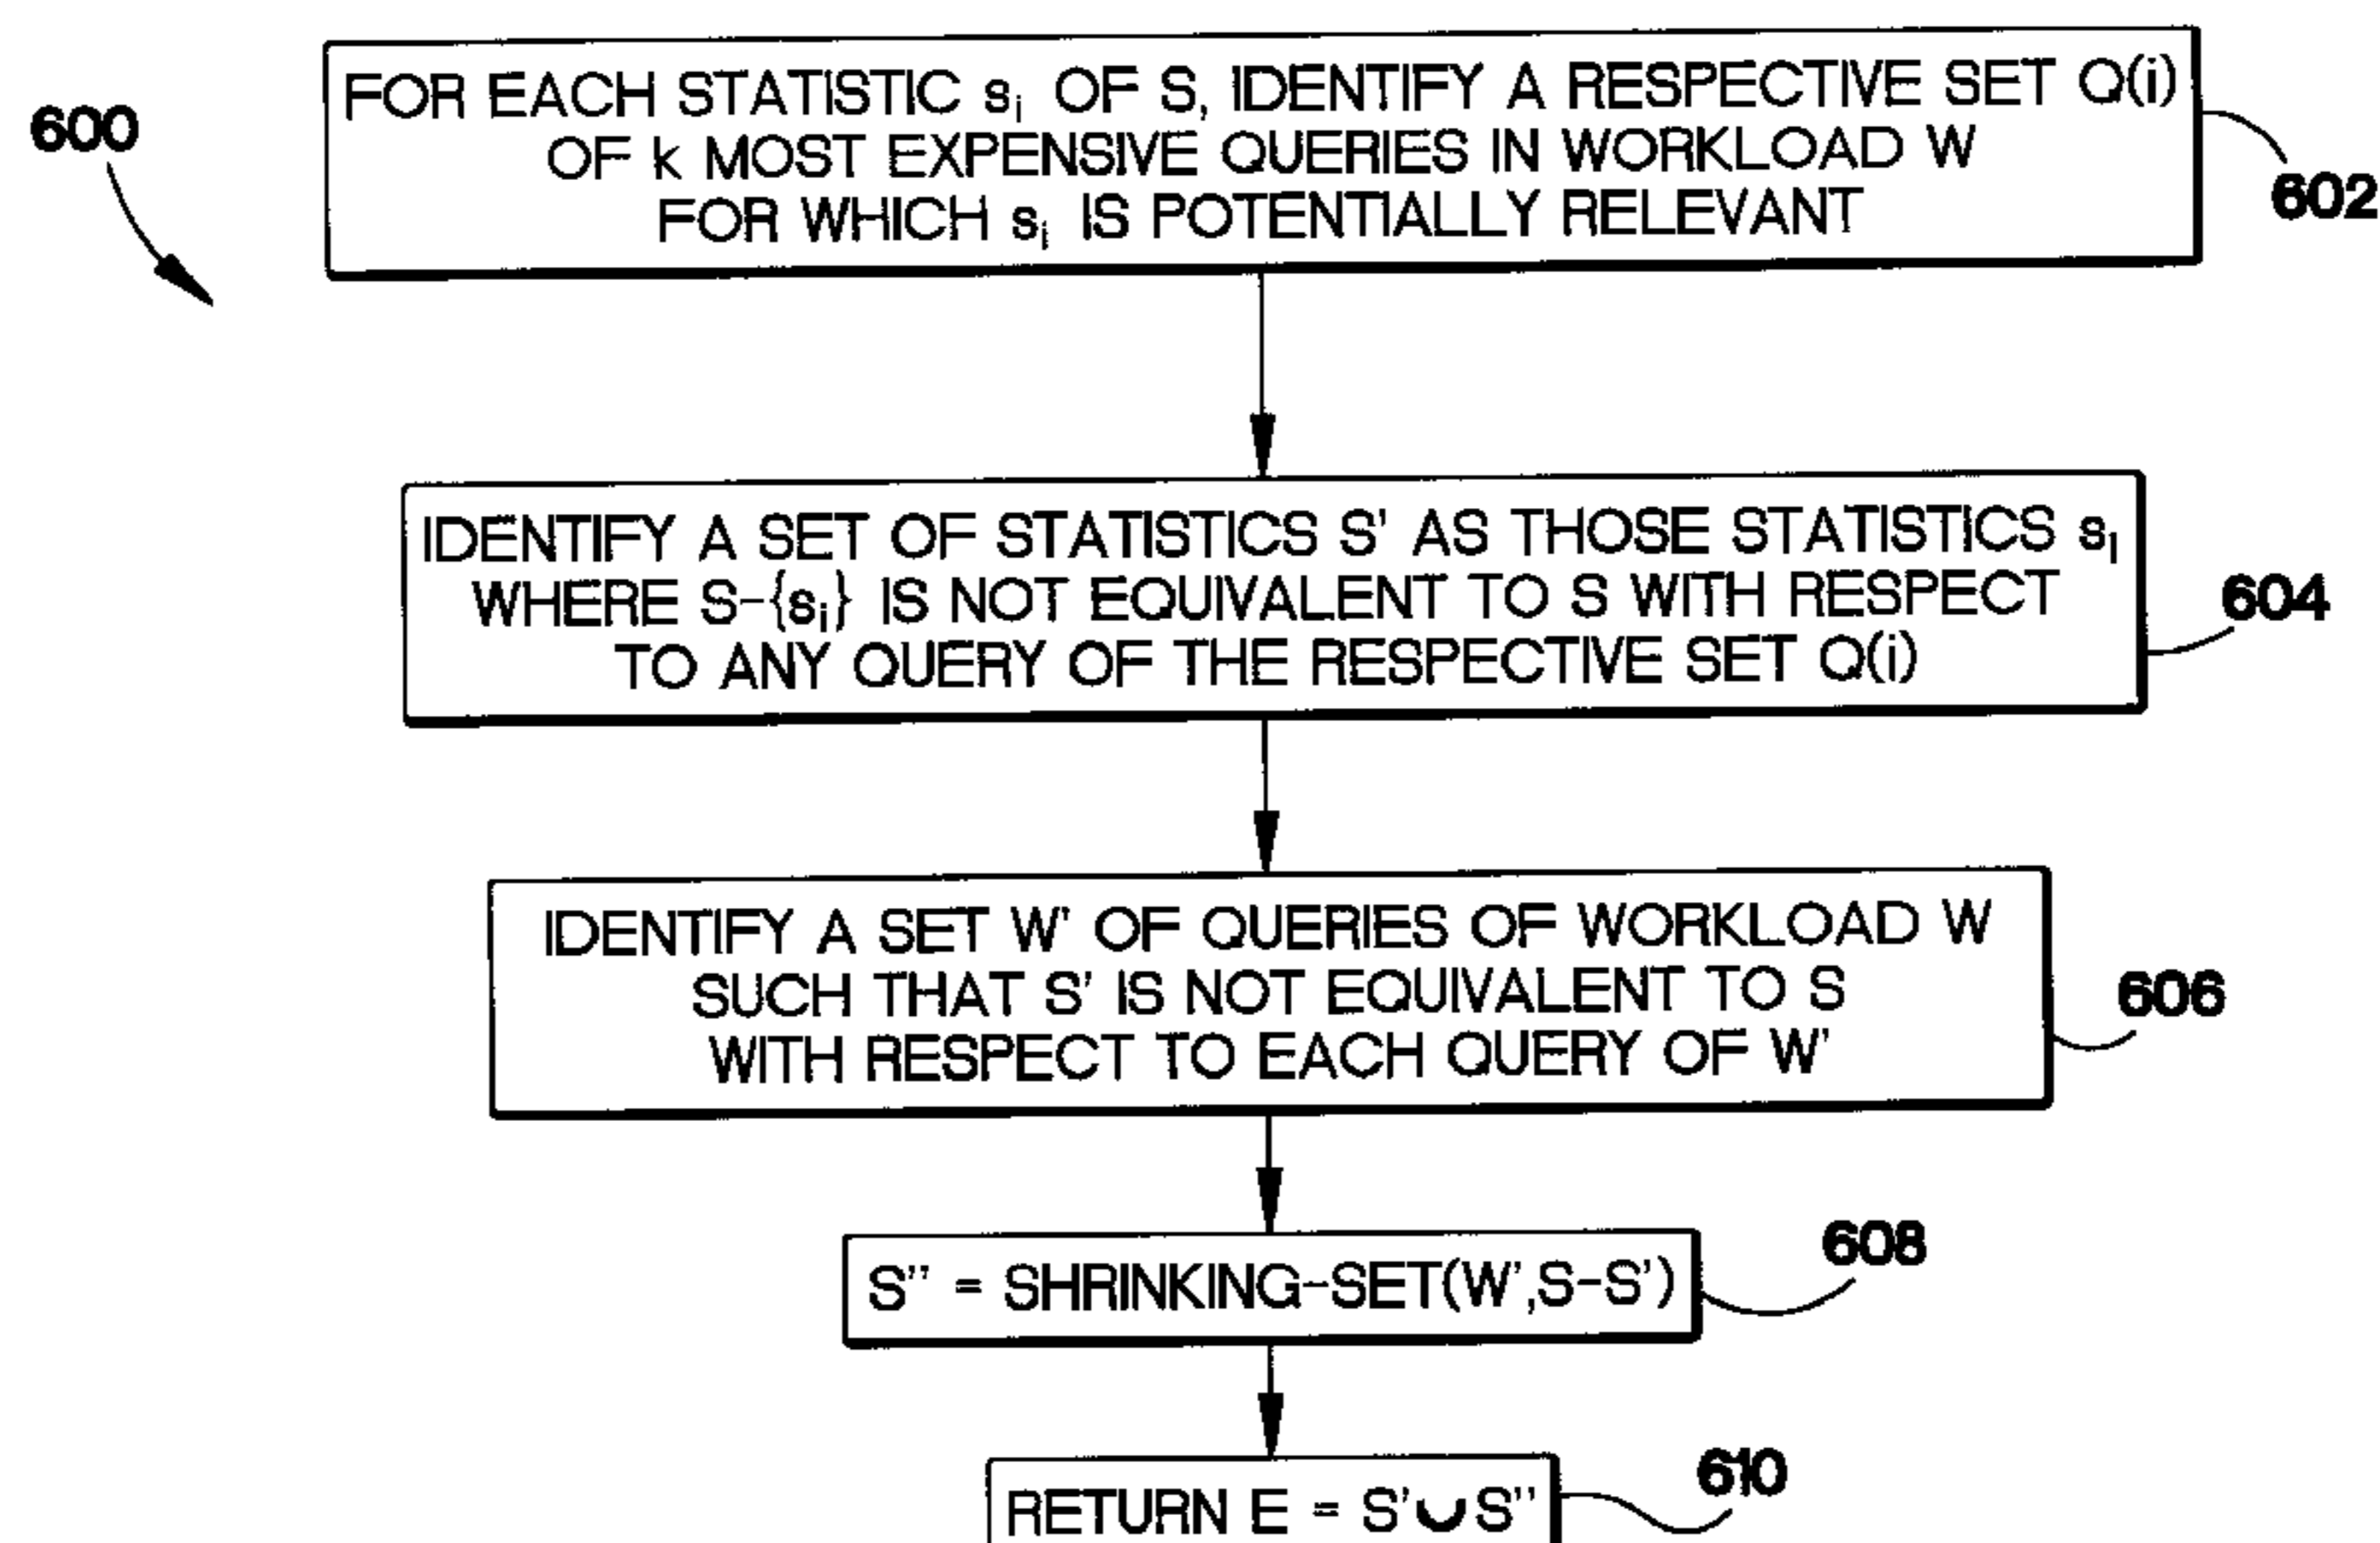 600
FOR EACH STATISTIC si OF S, IDENTIFY A RESPECTIVE SET Q(i)
OF k MOST EXPENSIVE QUERIES IN WORKLOAD W
FOR WHICH si IS POTENTIALLY RELEVANT
602
IDENTIFY A SET OF STATISTICS S' AS THOSE STATISTICS si
WHERE S-{si} IS NOT EQUIVALENT TO S WITH RESPECT
TO ANY QUERY OF THE RESPECTIVE SET Q(i)
604
IDENTIFY A SET W' OF QUERIES OF WORKLOAD W
SUCH THAT S' IS NOT EQUIVALENT TO S
WITH RESPECT TO EACH QUERY OF W'
606
S'' = SHRINKING-SET(W',S-S')
608
RETURN E = S'∪S''
610